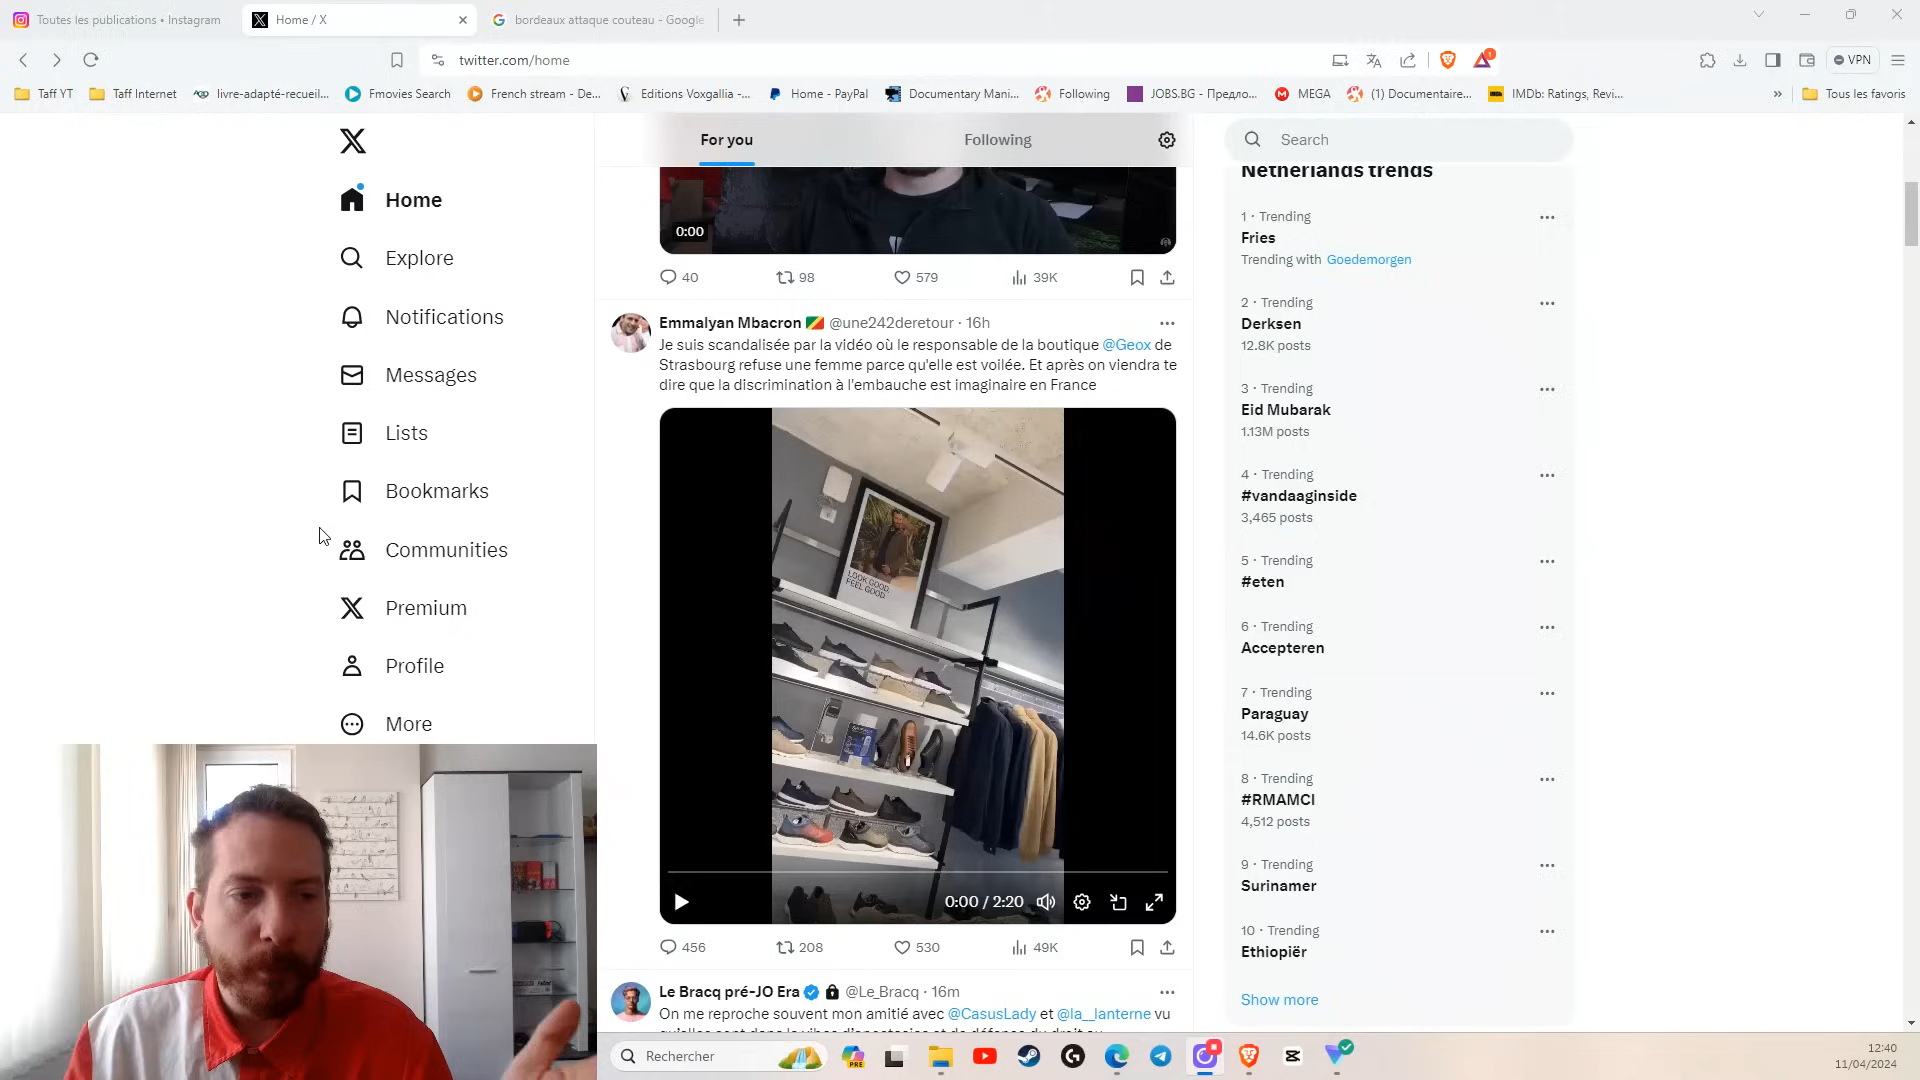 Toutes les publications • Instagram
Home / X
bordeaux attaque couteau - Google
twitter.com/home
1
VPN
Taff YT
Taff Internet
livre-adapté-recueil...
Fmovies Search
French stream - De...
Editions Voxgallia -...
Home - PayPal
Documentary Mani...
Following
JOBS.BG - Предло...
MEGA
(1) Documentaire...
IMDb: Ratings, Revi...
»
Tous les favoris
Home
Explore
Notifications
Messages
Lists
Bookmarks
Communities
Premium
Profile
More
For you
Following
0:00
40
98
579
39K
Emmalyan Mbacron @une242deretour · 16h
Je suis scandalisée par la vidéo où le responsable de la boutique @Geox de
Strasbourg refuse une femme parce qu'elle est voilée. Et après on viendra te
dire que la discrimination à l'embauche est imaginaire en France
LOOK GOOD.
FEEL GOOD.
0:00 / 2:20
456
208
530
49K
Le Bracq pré-JO Era @Le_Bracq · 16m
On me reproche souvent mon amitié avec @CasusLady et @la__lanterne vu
Search
Netherlands trends
1 · Trending
Fries
Trending with Goedemorgen
2 · Trending
Derksen
12.8K posts
3 · Trending
Eid Mubarak
1.13M posts
4 · Trending
#vandaaginside
3,465 posts
5 · Trending
#eten
6 · Trending
Accepteren
7 · Trending
Paraguay
14.6K posts
8 · Trending
#RMAMCI
4,512 posts
9 · Trending
Surinamer
10 · Trending
Ethiopiër
Show more
Rechercher
PRE
12:40
11/04/2024